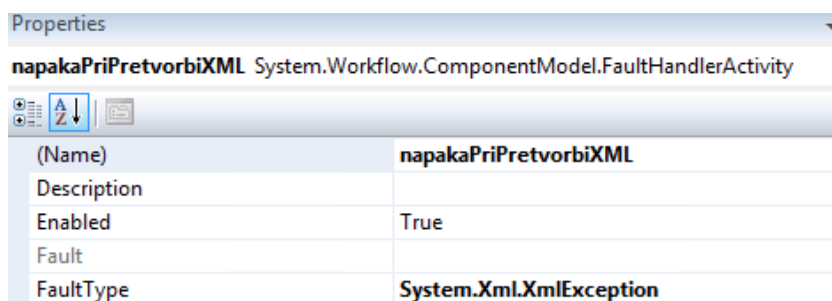 Properties
napakaPriPretvorbiXML System.Workflow.ComponentModel.FaultHandlerActivity
(Name) napakaPriPretvorbiXML
Description
Enabled True
Fault
FaultType System.Xml.XmlException